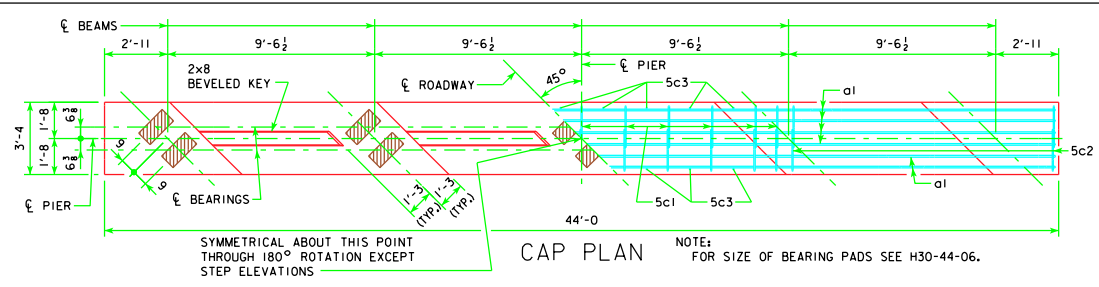 ℄ BEAMS
2'-11 9'-6½ 9'-6½ 9'-6½ 9'-6½ 2'-11
2x8
BEVELED KEY
℄ ROADWAY
45°
℄ PIER
5c3
a1
3'-4
1'-8
1'-8
6⅜
6⅜
9
9
℄ PIER
℄ BEARINGS
1'-3
(TYP.)
1'-3
(TYP.)
5c1
5c3
a1
5c2
44'-0
SYMMETRICAL ABOUT THIS POINT
THROUGH 180° ROTATION EXCEPT
STEP ELEVATIONS
CAP PLAN
NOTE:
FOR SIZE OF BEARING PADS SEE H30-44-06.